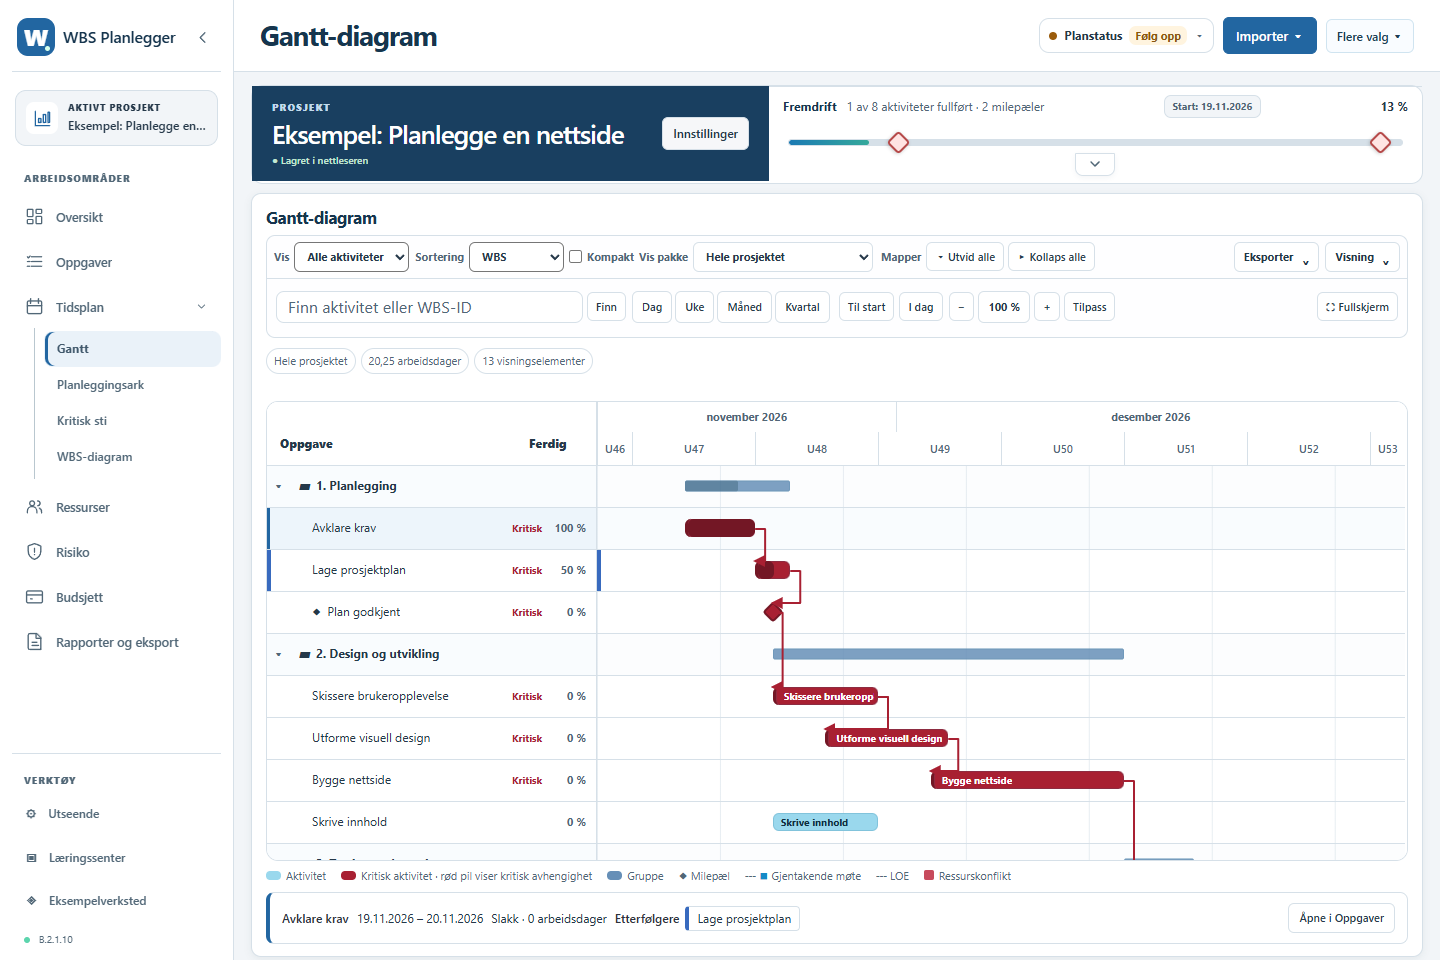 WBS Planlegger
AKTIVT PROSJEKT
Eksempel: Planlegge en...
ARBEIDSOMRÅDER
Oversikt
Oppgaver
Tidsplan
Gantt
Planleggingsark
Kritisk sti
WBS-diagram
Ressurser
Risiko
Budsjett
Rapporter og eksport
VERKTØY
Utseende
Læringssenter
Eksempelverksted
B.2.1.10
Gantt-diagram
Planstatus Følg opp
Importer
Flere valg
PROSJEKT
Eksempel: Planlegge en nettside
Lagret i nettleseren
Innstillinger
Fremdrift 1 av 8 aktiviteter fullført · 2 milepæler
Start: 19.11.2026
13 %
Gantt-diagram
Vis Alle aktiviteter Sortering WBS Kompakt Vis pakke Hele prosjektet Mapper Utvid alle Kollaps alle Eksporter Visning
Finn aktivitet eller WBS-ID Finn Dag Uke Måned Kvartal Til start I dag − 100 % + Tilpass Fullskjerm
Hele prosjektet 20,25 arbeidsdager 13 visningselementer
Oppgave Ferdig
november 2026 desember 2026
U46 U47 U48 U49 U50 U51 U52 U53
1. Planlegging
Avklare krav Kritisk 100 %
Lage prosjektplan Kritisk 50 %
Plan godkjent Kritisk 0 %
2. Design og utvikling
Skissere brukeropplevelse Kritisk 0 % Skissere brukeropp
Utforme visuell design Kritisk 0 % Utforme visuell design
Bygge nettside Kritisk 0 % Bygge nettside
Skrive innhold 0 % Skrive innhold
Aktivitet Kritisk aktivitet · rød pil viser kritisk avhengighet Gruppe Milepæl Gjentakende møte LOE Ressurskonflikt
Avklare krav 19.11.2026 – 20.11.2026 Slakk · 0 arbeidsdager Etterfølgere Lage prosjektplan Åpne i Oppgaver